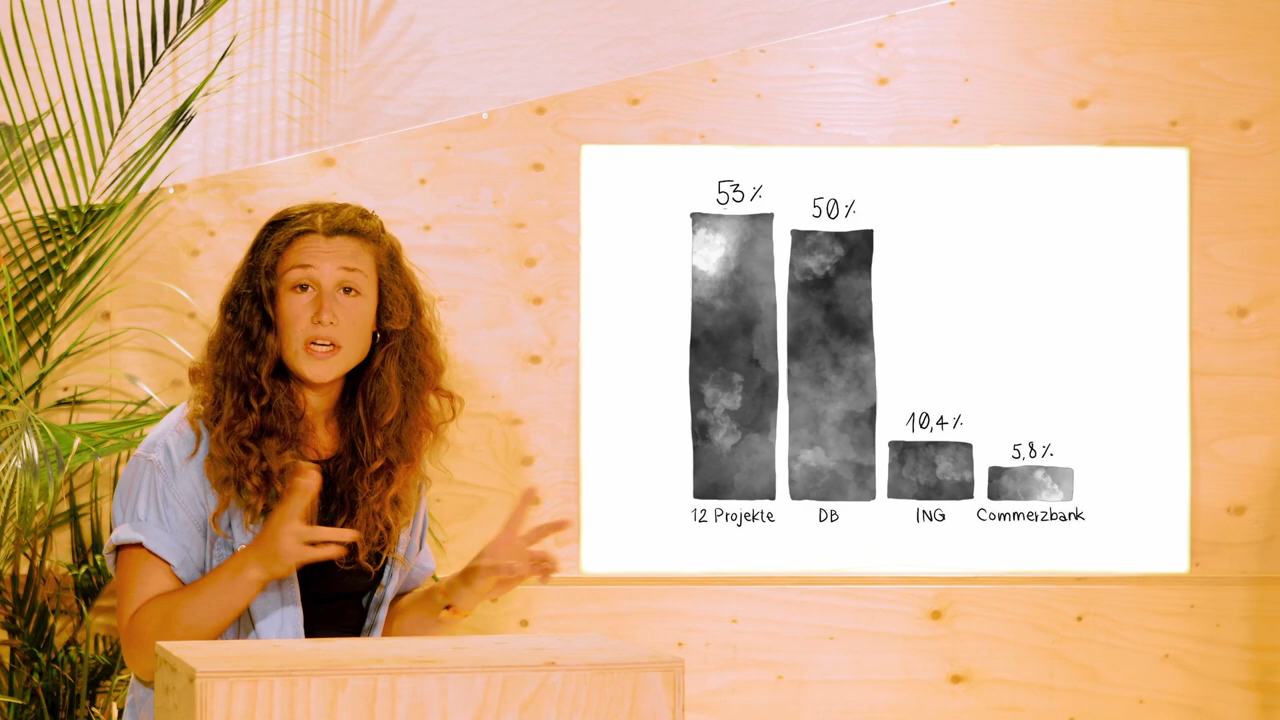 53%
50%
10,4%
5,8%
12 Projekte
DB
ING
Commerzbank